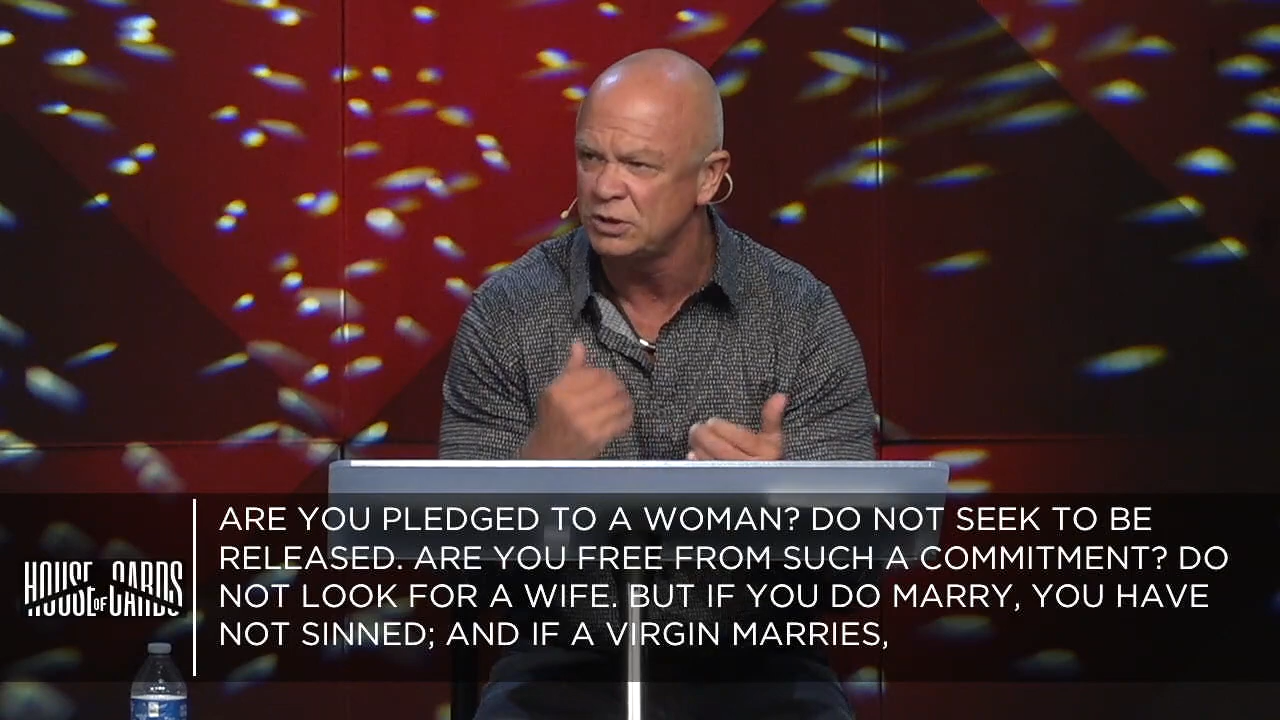 ARE YOU PLEDGED TO A WOMAN? DO NOT SEEK TO BE
RELEASED. ARE YOU FREE FROM SUCH A COMMITMENT? DO
NOT LOOK FOR A WIFE. BUT IF YOU DO MARRY, YOU HAVE
NOT SINNED; AND IF A VIRGIN MARRIES,
HOUSE OF CARDS